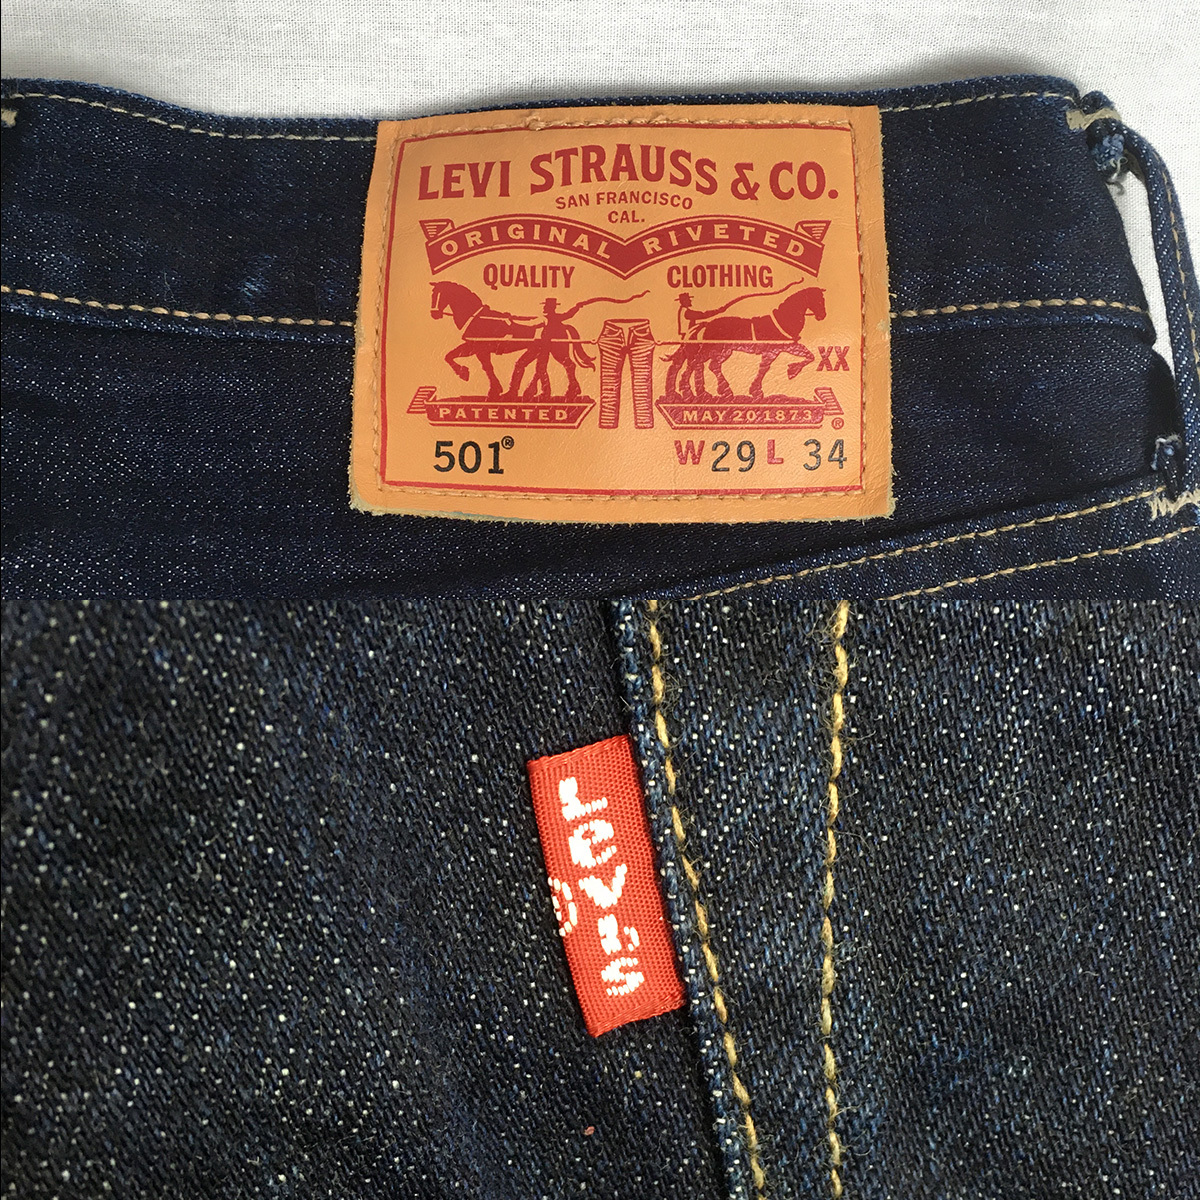 LEVI STRAUSS & CO.
SAN FRANCISCO
CAL.
ORIGINAL RIVETED
QUALITY CLOTHING
XX
PATENTED MAY 20 1873 ®
501® W29 L 34
Levi's
®